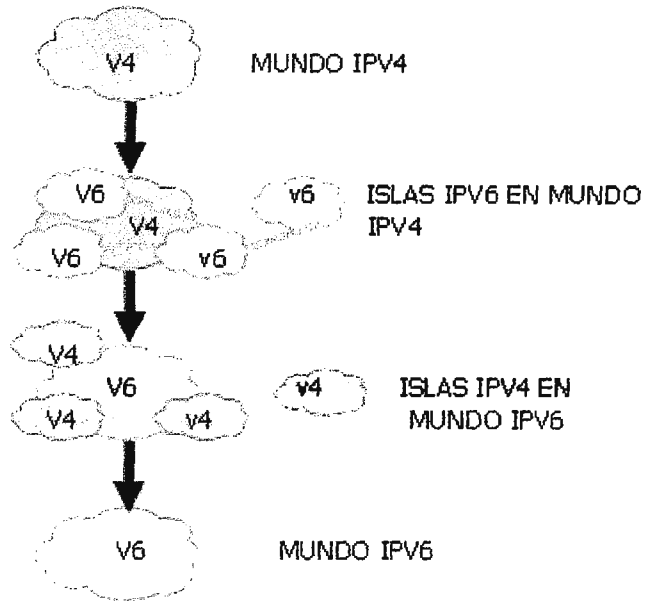 V4 MUNDO IPV4
V6 v6 ISLAS IPV6 EN MUNDO
V4 IPV4
V6 v6
V4
V6 v4 ISLAS IPV4 EN
V4 v4 MUNDO IPV6
V6 MUNDO IPV6